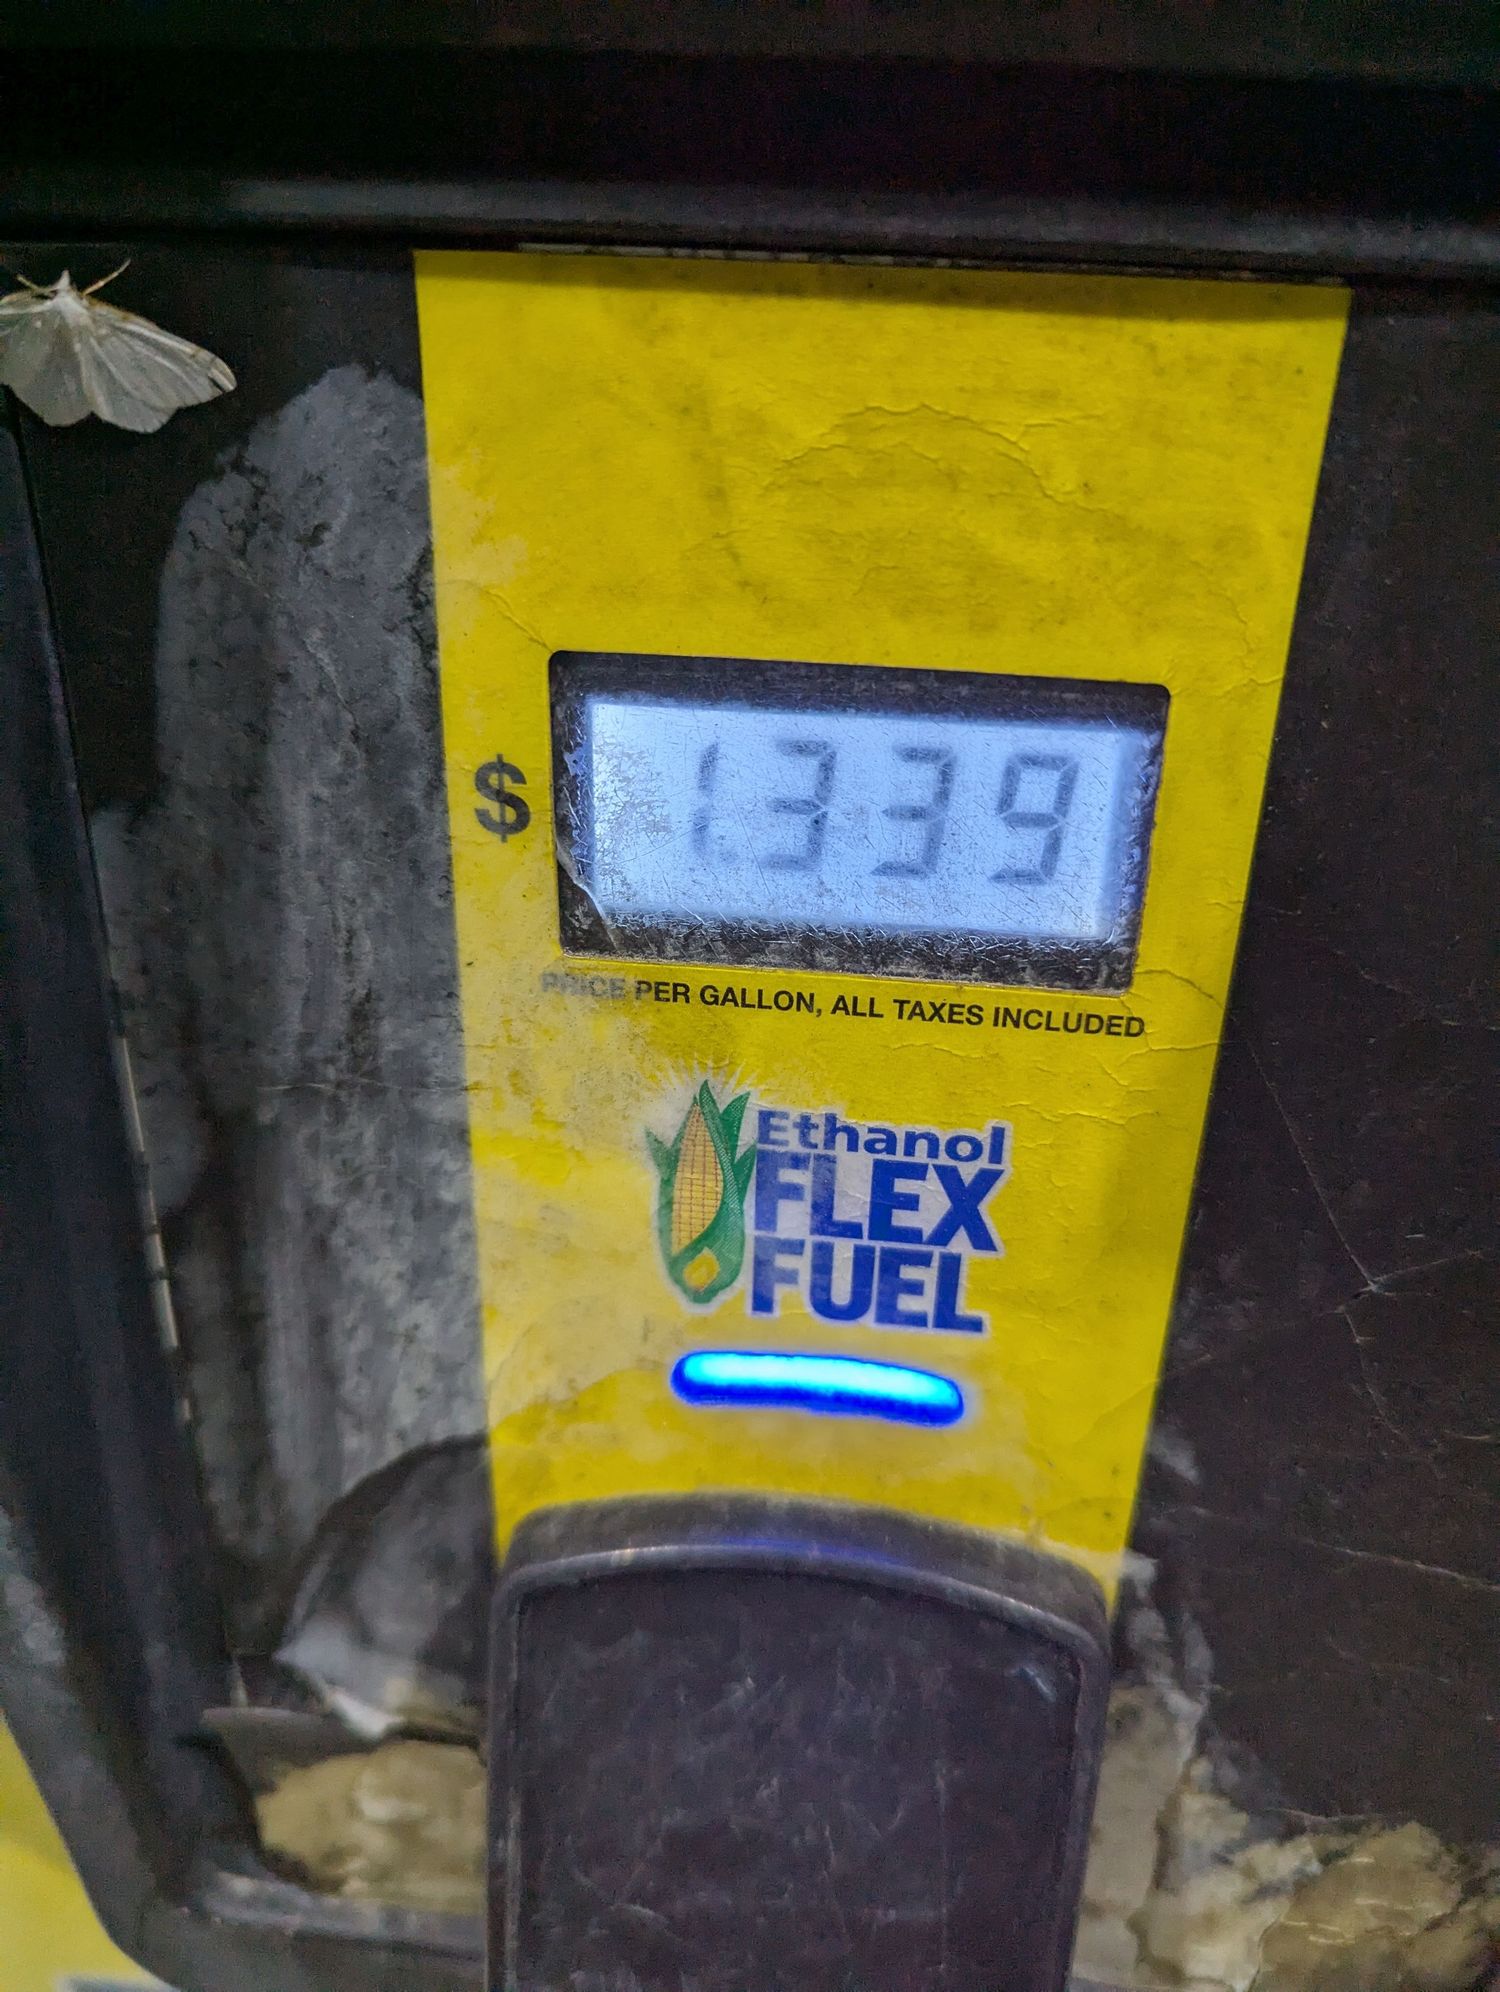 $ 1.339
PRICE PER GALLON, ALL TAXES INCLUDED
Ethanol
FLEX
FUEL